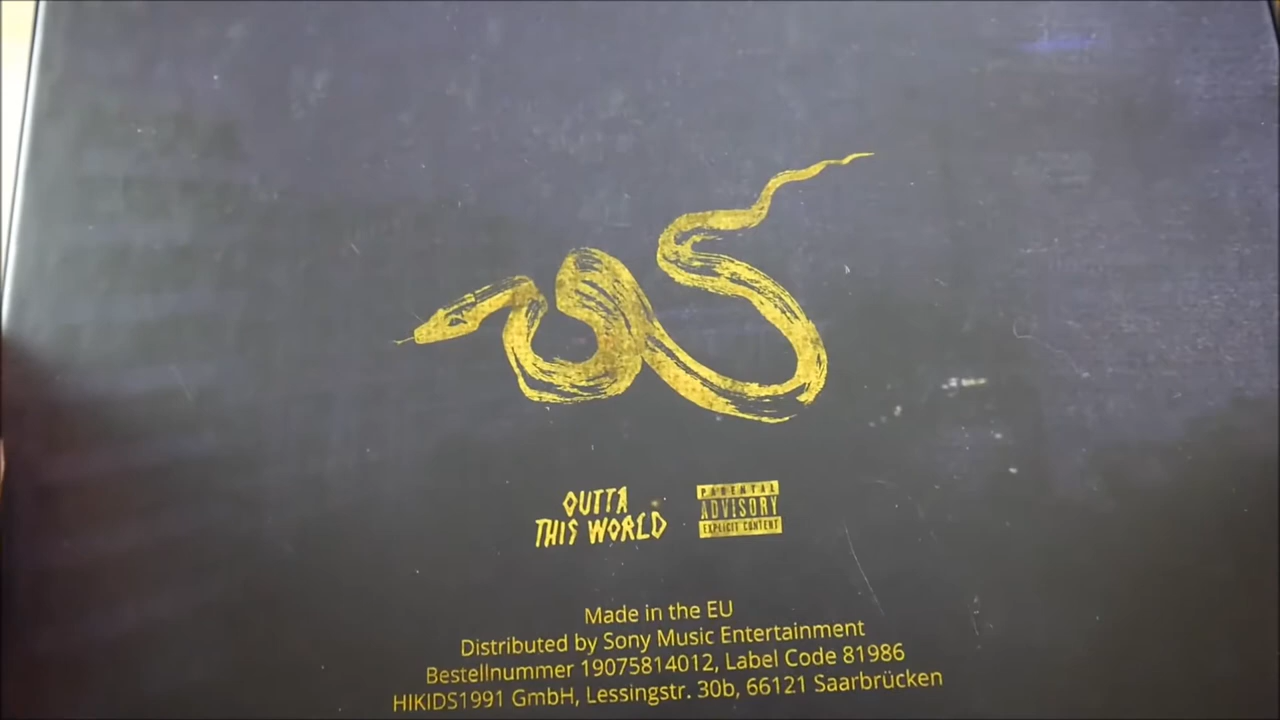 OUTTA
THIS WORLD
PARENTAL
ADVISORY
EXPLICIT CONTENT
Made in the EU
Distributed by Sony Music Entertainment
Bestellnummer 19075814012, Label Code 81986
HIKIDS1991 GmbH, Lessingstr. 30b, 66121 Saarbrücken